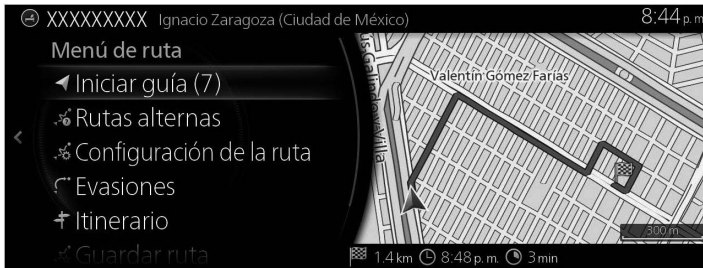 XXXXXXXXX Ignacio Zaragoza (Ciudad de México) 8:44 p. m
Menú de ruta
Iniciar guía (7)
Rutas alternas
Configuración de la ruta
Evasiones
Itinerario
Guardar ruta
us Galindo y Villa
Valentín Gómez Farías
300 m
1.4 km 8:48 p. m. 3 min